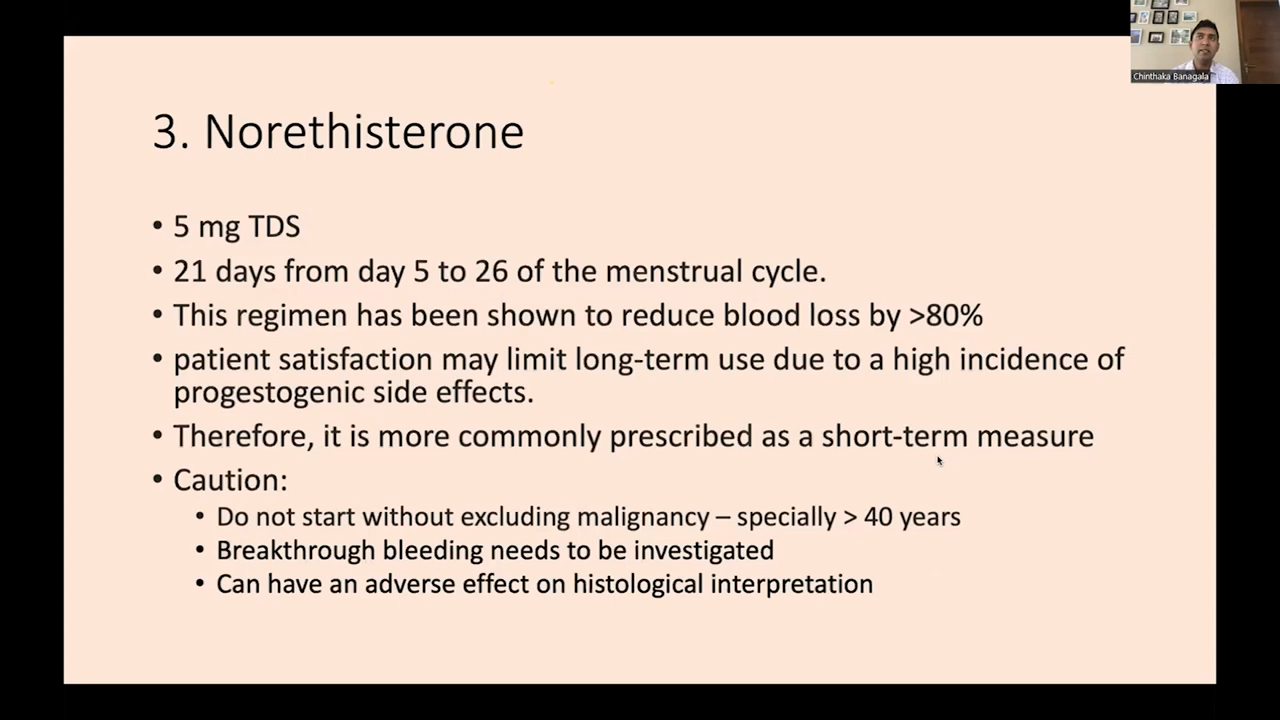 Chinthaka Banagala
3. Norethisterone
• 5 mg TDS
• 21 days from day 5 to 26 of the menstrual cycle.
• This regimen has been shown to reduce blood loss by >80%
• patient satisfaction may limit long-term use due to a high incidence of
progestogenic side effects.
• Therefore, it is more commonly prescribed as a short-term measure
• Caution:
• Do not start without excluding malignancy – specially > 40 years
• Breakthrough bleeding needs to be investigated
• Can have an adverse effect on histological interpretation